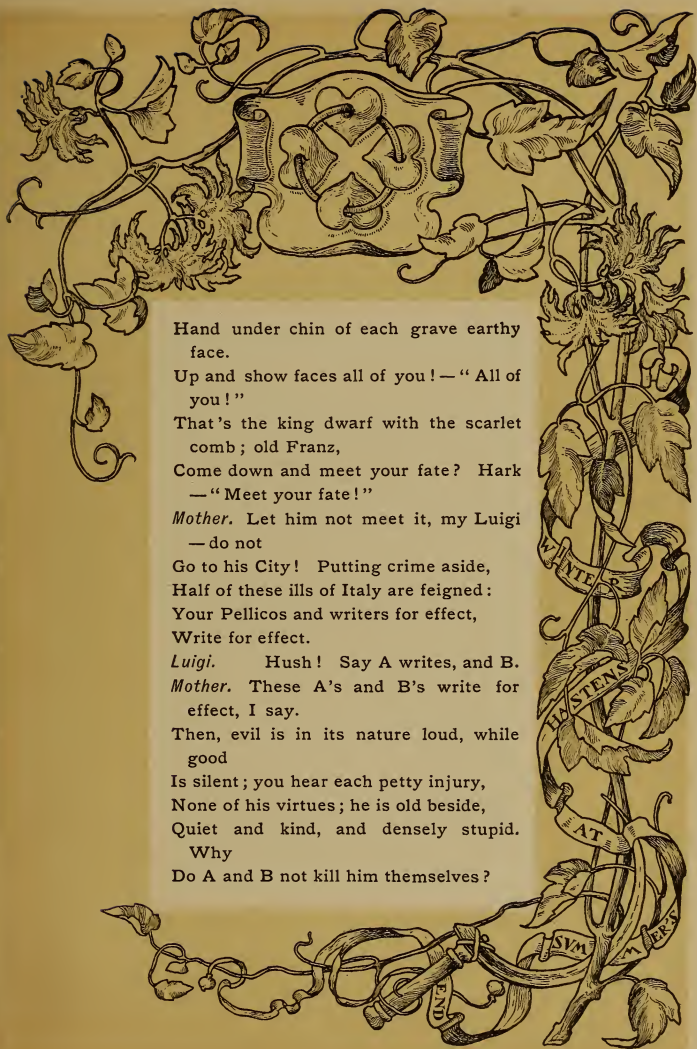 Hand under chin of each grave earthy
face.
Up and show faces all of you! — “All of
you!”
That's the king dwarf with the scarlet
comb; old Franz,
Come down and meet your fate? Hark
— “Meet your fate!”
Mother. Let him not meet it, my Luigi
— do not
Go to his City! Putting crime aside,
Half of these ills of Italy are feigned:
Your Pellicos and writers for effect,
Write for effect.
Luigi. Hush! Say A writes, and B.
Mother. These A's and B's write for
effect, I say.
Then, evil is in its nature loud, while
good
Is silent; you hear each petty injury,
None of his virtues; he is old beside,
Quiet and kind, and densely stupid.
Why
Do A and B not kill him themselves?
WINTER
HASTENS
AT
SVMMER'S
END